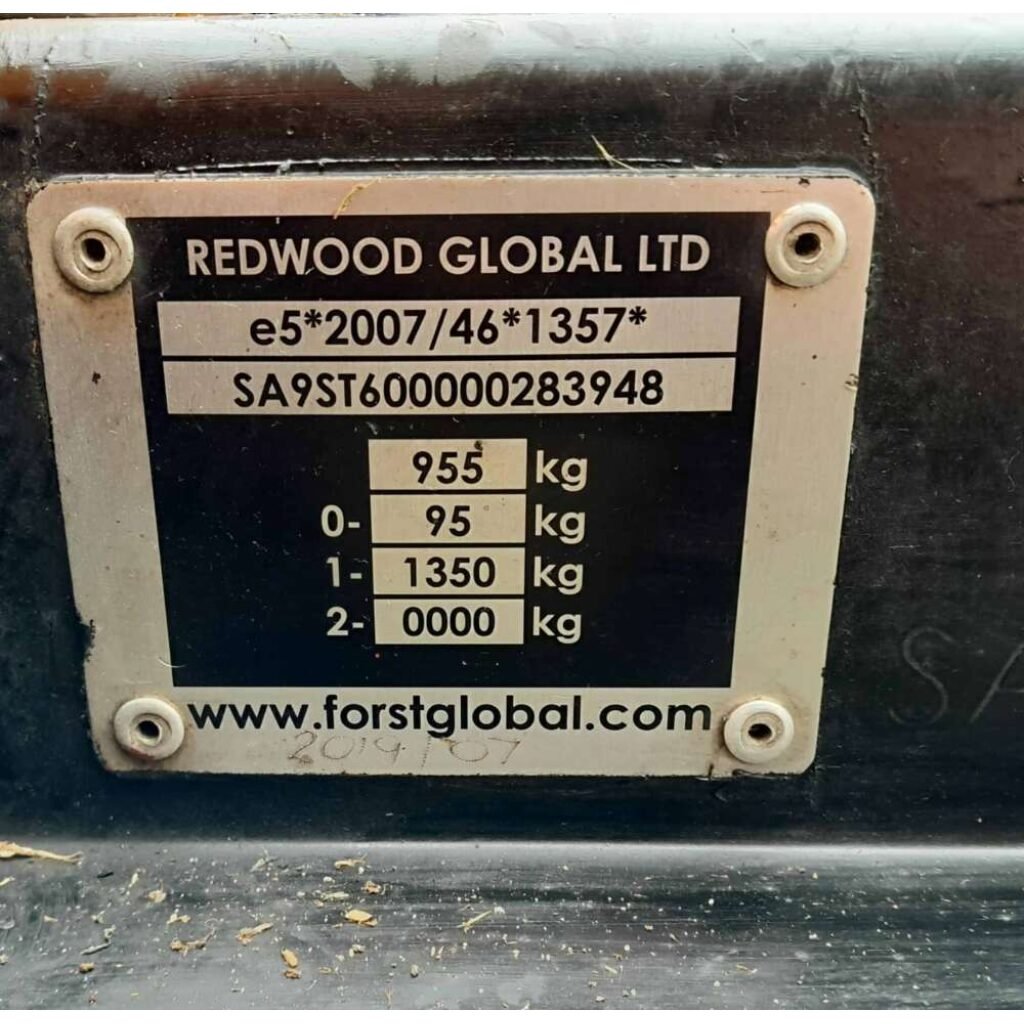 REDWOOD GLOBAL LTD
e5*2007/46*1357*
SA9ST600000283948
955 kg
0- 95 kg
1- 1350 kg
2- 0000 kg
www.forstglobal.com
2019/07
SA